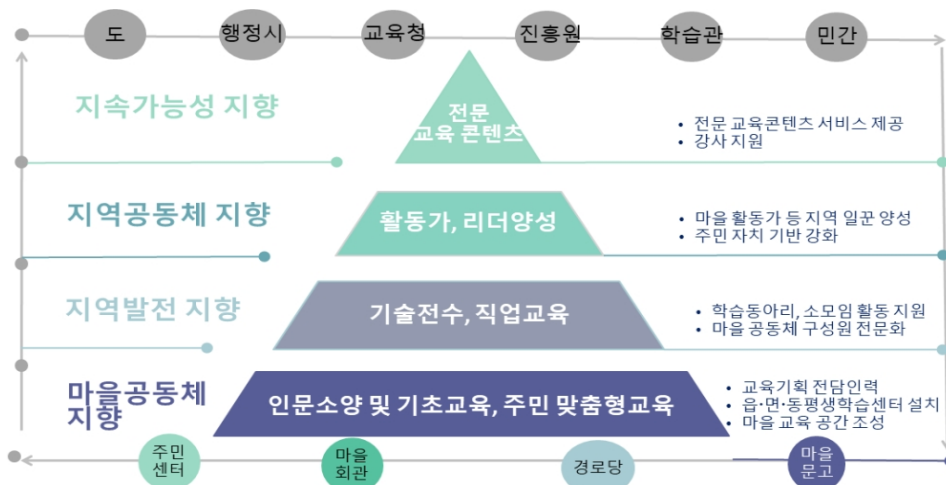 도 행정시 교육청 진흥원 학습관 민간
지속가능성 지향
전문
교육 콘텐츠
• 전문 교육콘텐츠 서비스 제공
• 강사 지원
지역공동체 지향
활동가, 리더양성
• 마을 활동가 등 지역 일꾼 양성
• 주민 자치 기반 강화
지역발전 지향
기술전수, 직업교육
• 학습동아리, 소모임 활동 지원
• 마을 공동체 구성원 전문화
마을공동체
지향
인문소양 및 기초교육, 주민 맞춤형교육
• 교육기획 전담인력
• 읍·면·동평생학습센터 설치
• 마을 교육 공간 조성
주민
센터
마을
회관
경로당
마을
문고